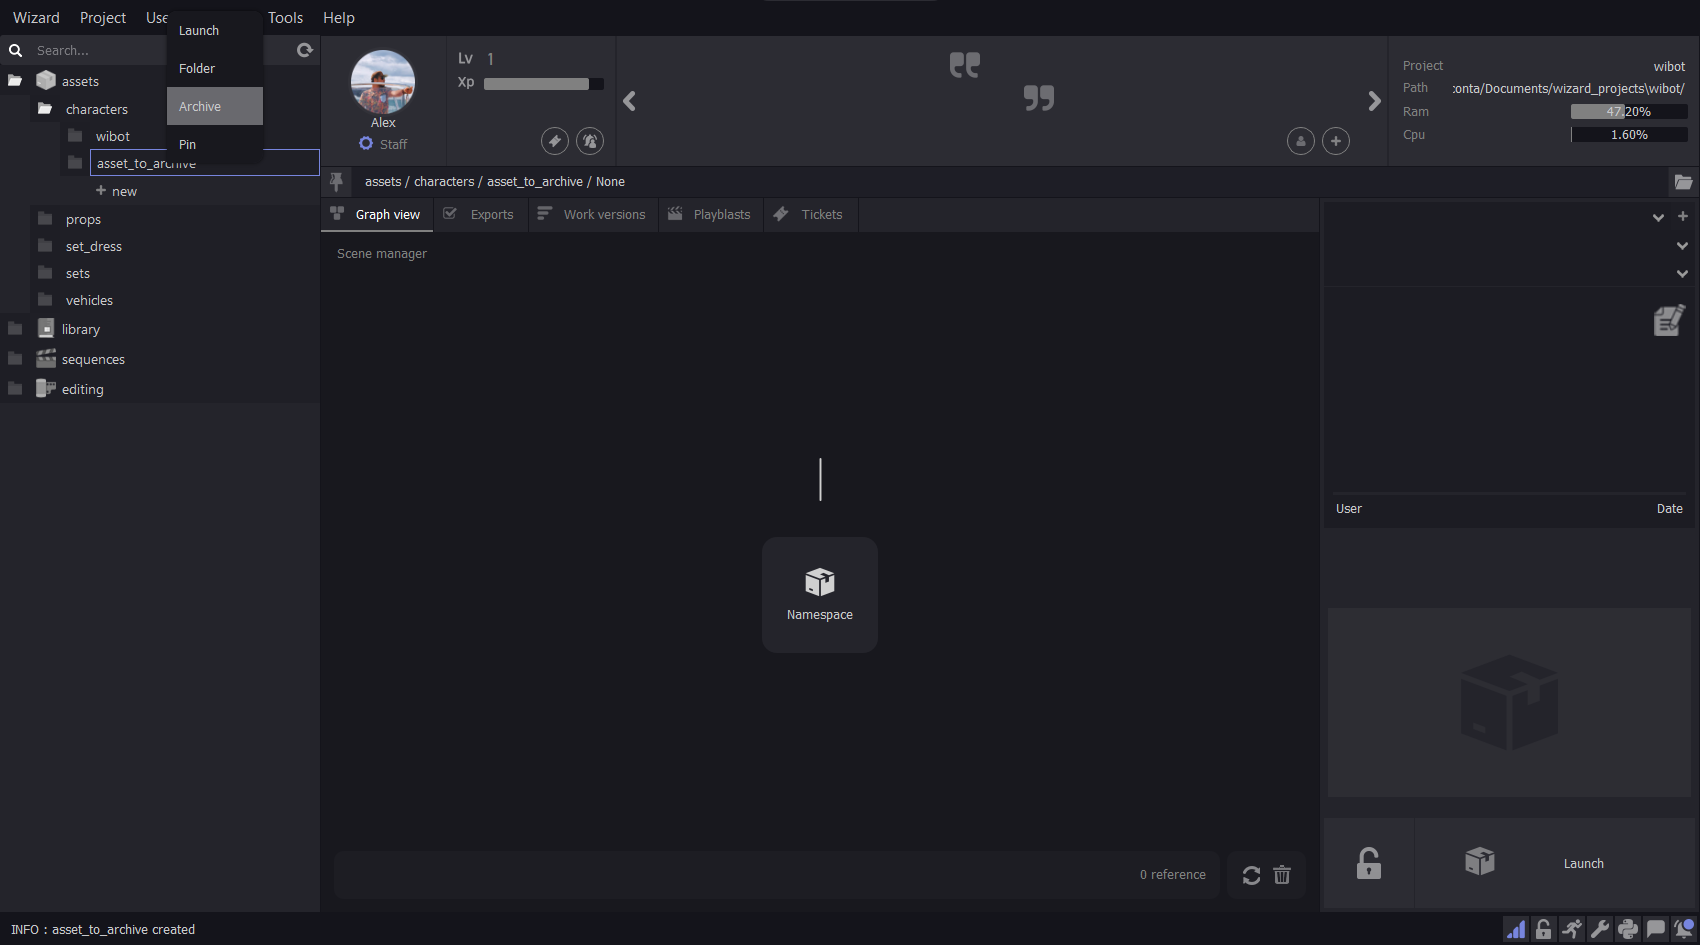 Wizard Project Use Tools Help
Launch
Folder
Archive
Pin
Search...
assets
characters
wibot
asset_to_archive
+ new
props
set_dress
sets
vehicles
library
sequences
editing
Alex
Staff
Lv 1
Xp
Project wibot
Path :onta/Documents/wizard_projects\wibot/
Ram 47.20%
Cpu 1.60%
assets / characters / asset_to_archive / None
Graph view Exports Work versions Playblasts Tickets
Scene manager
Namespace
0 reference
User Date
Launch
INFO : asset_to_archive created